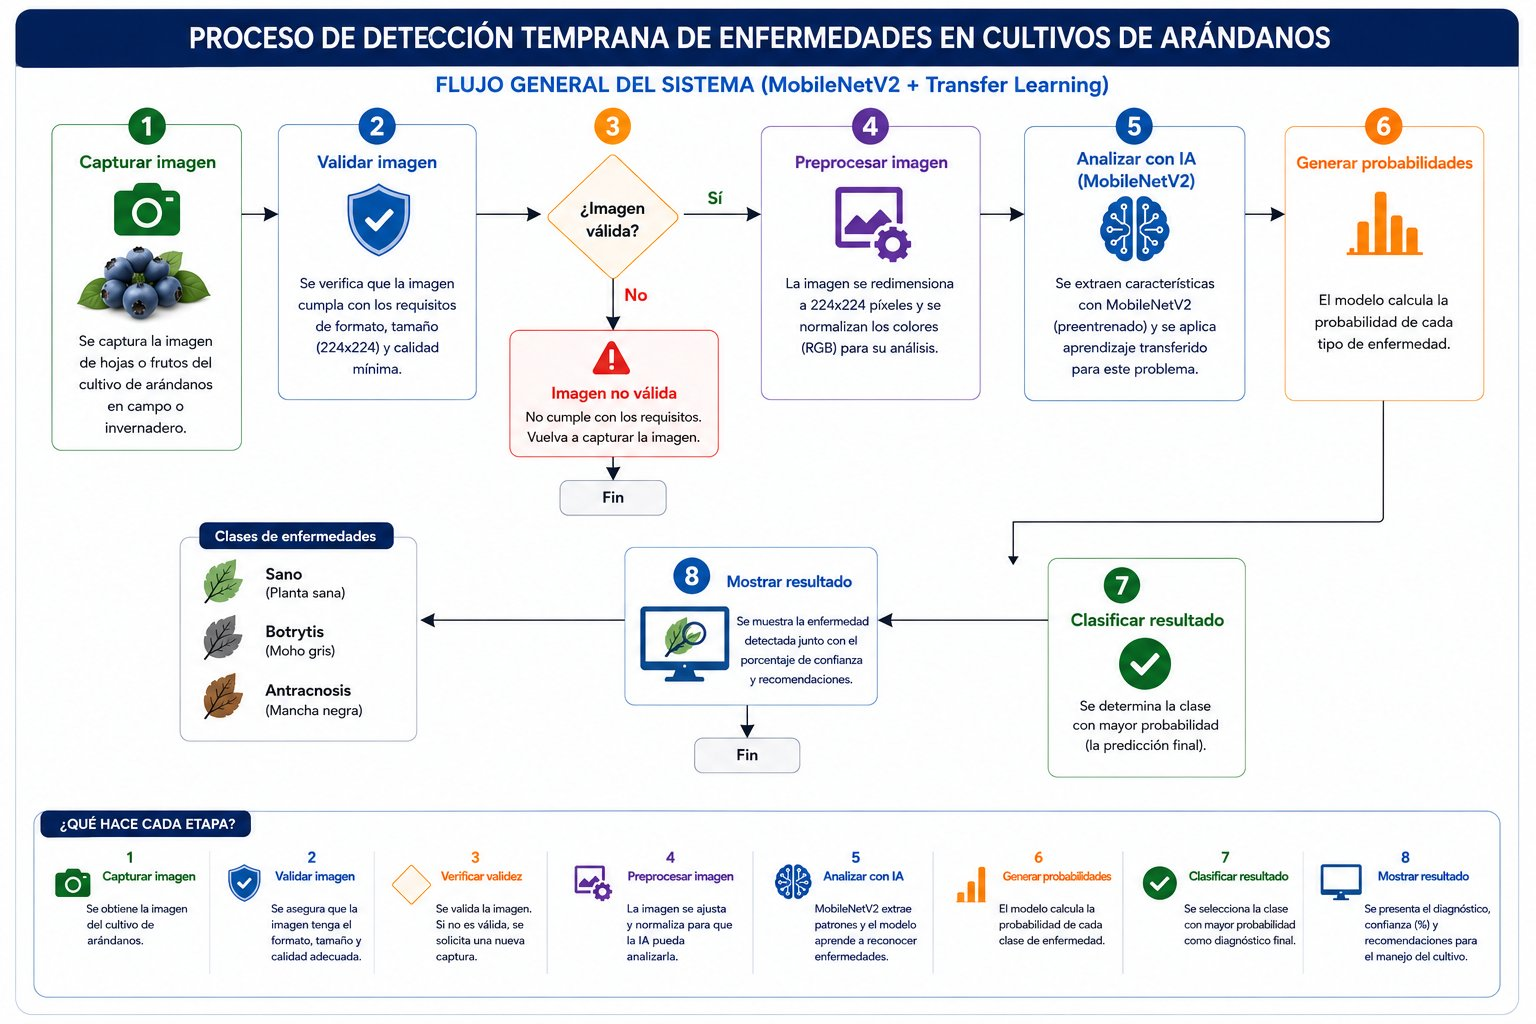 PROCESO DE DETECCIÓN TEMPRANA DE ENFERMEDADES EN CULTIVOS DE ARÁNDANOS
FLUJO GENERAL DEL SISTEMA (MobileNetV2 + Transfer Learning)
1
Capturar imagen
Se captura la imagen
de hojas o frutos del
cultivo de arándanos
en campo o
invernadero.
2
Validar imagen
Se verifica que la imagen
cumpla con los requisitos
de formato, tamaño
(224x224) y calidad
mínima.
3
¿Imagen
válida?
Sí
No
Imagen no válida
No cumple con los requisitos.
Vuelva a capturar la imagen.
Fin
4
Preprocesar imagen
La imagen se redimensiona
a 224x224 píxeles y se
normalizan los colores
(RGB) para su análisis.
5
Analizar con IA
(MobileNetV2)
Se extraen características
con MobileNetV2
(preentrenado) y se aplica
aprendizaje transferido
para este problema.
6
Generar probabilidades
El modelo calcula la
probabilidad de cada
tipo de enfermedad.
7
Clasificar resultado
Se determina la clase
con mayor probabilidad
(la predicción final).
8
Mostrar resultado
Se muestra la enfermedad
detectada junto con el
porcentaje de confianza
y recomendaciones.
Fin
Clases de enfermedades
Sano
(Planta sana)
Botrytis
(Moho gris)
Antracnosis
(Mancha negra)
¿QUÉ HACE CADA ETAPA?
1
Capturar imagen
Se obtiene la imagen
del cultivo de
arándanos.
2
Validar imagen
Se asegura que la
imagen tenga el
formato, tamaño y
calidad adecuada.
3
Verificar validez
Se valida la imagen.
Si no es válida, se
solicita una nueva
captura.
4
Preprocesar imagen
La imagen se ajusta
y normaliza para que
la IA pueda
analizarla.
5
Analizar con IA
MobileNetV2 extrae
patrones y el modelo
aprende a reconocer
enfermedades.
6
Generar probabilidades
El modelo calcula la
probabilidad de cada
clase de enfermedad.
7
Clasificar resultado
Se selecciona la clase
con mayor probabilidad
como diagnóstico final.
8
Mostrar resultado
Se presenta el diagnóstico,
confianza (%) y
recomendaciones para
el manejo del cultivo.